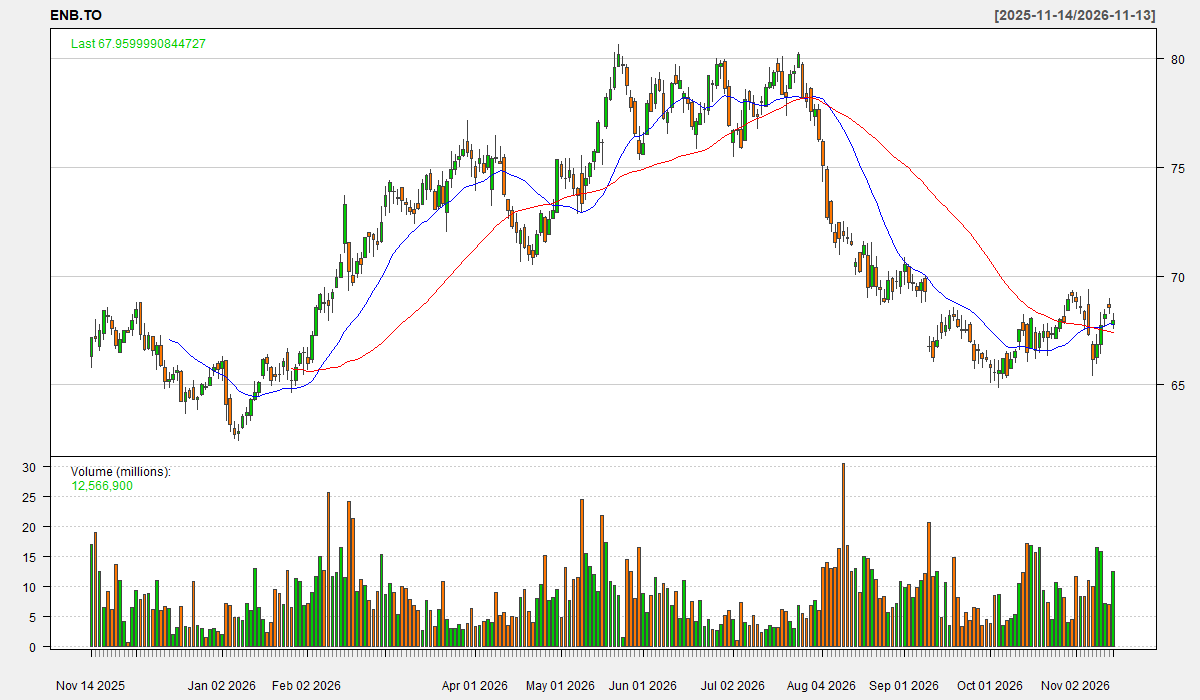 ENB.TO
[2025-11-14/2026-11-13]
Last 67.9599990844727
80
75
70
65
Volume (millions):
12,566,900
30
25
20
15
10
5
0
Nov 14 2025
Jan 02 2026
Feb 02 2026
Apr 01 2026
May 01 2026
Jun 01 2026
Jul 02 2026
Aug 04 2026
Sep 01 2026
Oct 01 2026
Nov 02 2026